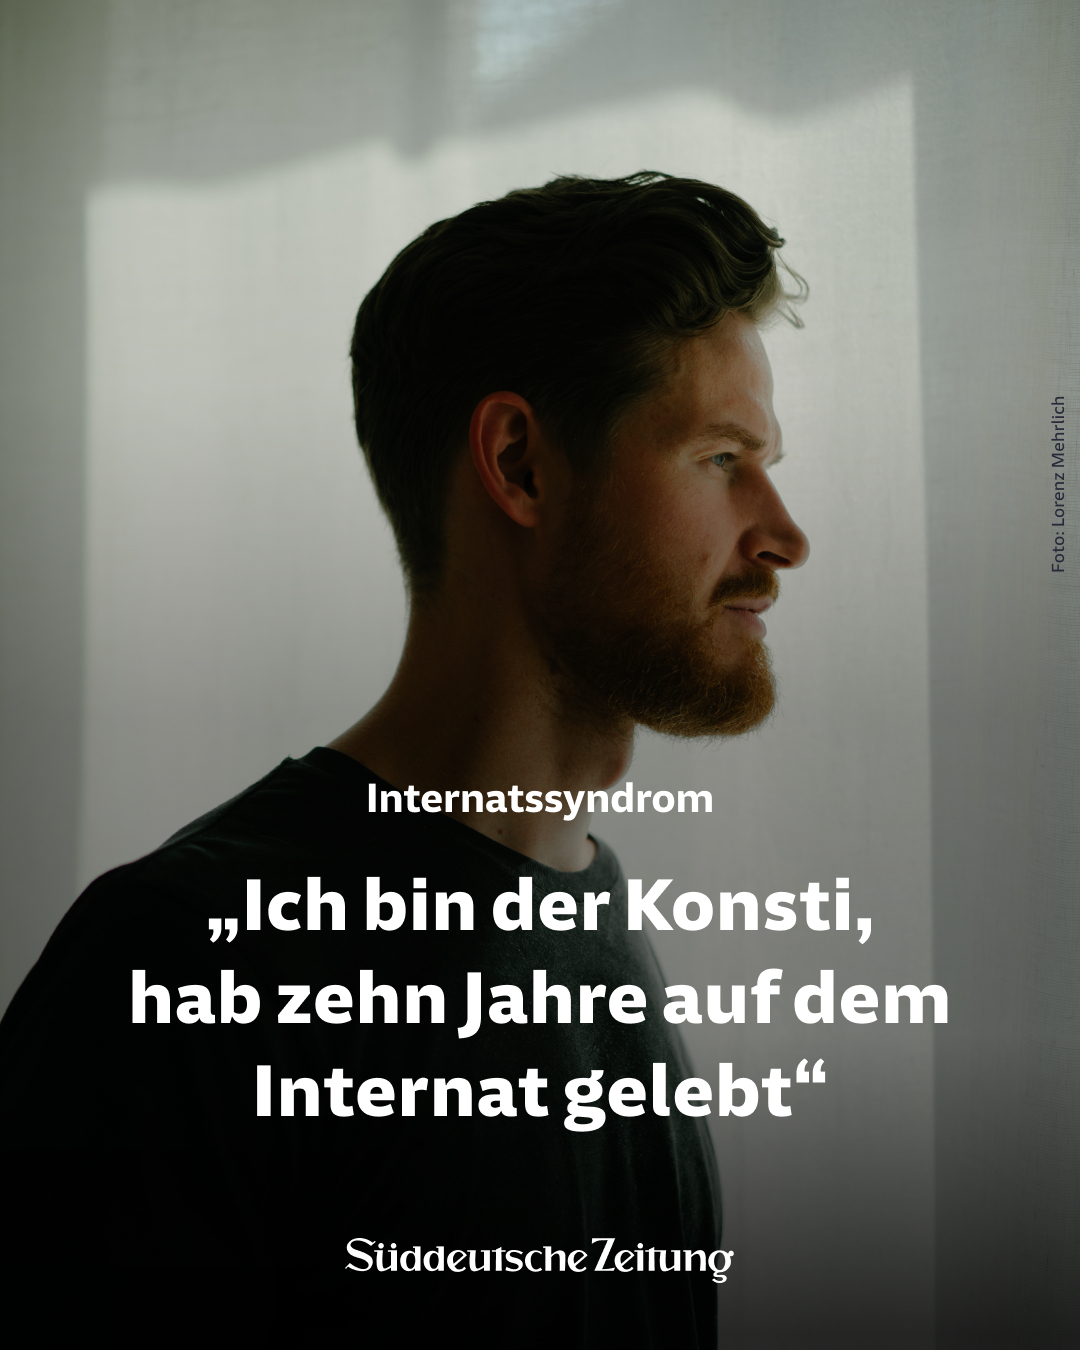 Foto: Lorenz Mehrlich
Internatssyndrom
„Ich bin der Konsti,
hab zehn Jahre auf dem
Internat gelebt“
Süddeutsche Zeitung